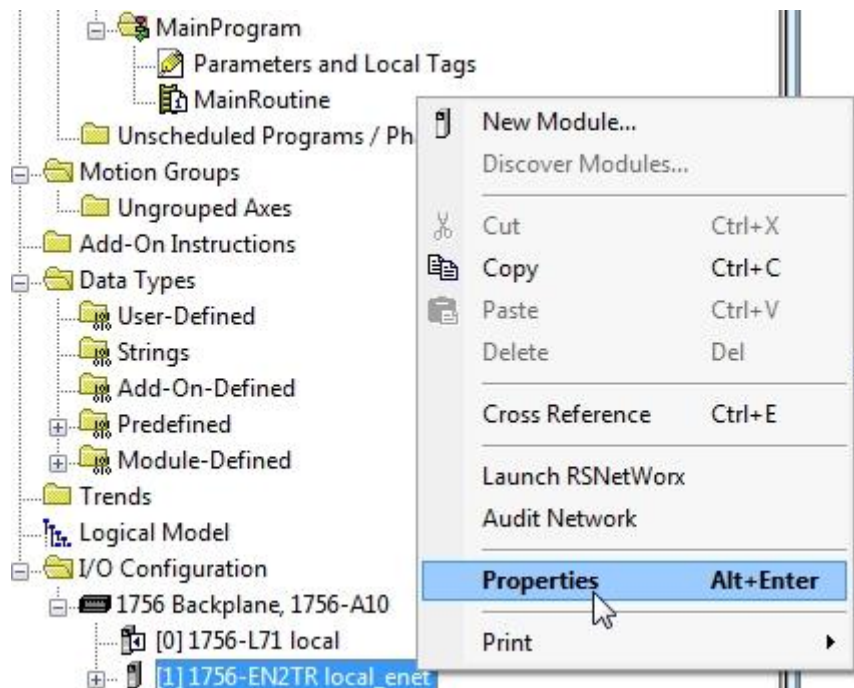 MainProgram
Parameters and Local Tags
MainRoutine
Unscheduled Programs / Ph
Motion Groups
Ungrouped Axes
Add-On Instructions
Data Types
User-Defined
Strings
Add-On-Defined
Predefined
Module-Defined
Trends
Logical Model
I/O Configuration
1756 Backplane, 1756-A10
[0] 1756-L71 local
[1] 1756-EN2TR local_enet
New Module...
Discover Modules...
Cut Ctrl+X
Copy Ctrl+C
Paste Ctrl+V
Delete Del
Cross Reference Ctrl+E
Launch RSNetWorx
Audit Network
Properties Alt+Enter
Print